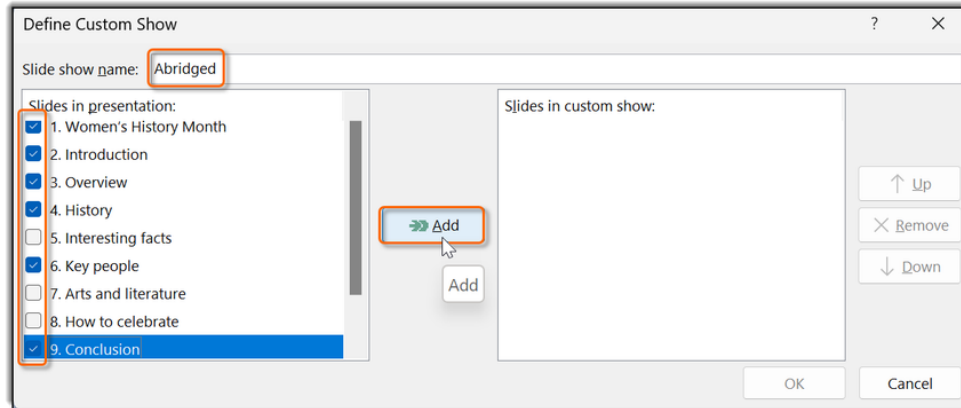 Define Custom Show
?
Slide show name: Abridged
Slides in presentation:
1. Women's History Month
2. Introduction
3. Overview
4. History
5. Interesting facts
6. Key people
7. Arts and literature
8. How to celebrate
9. Conclusion
Add
Add
Slides in custom show:
Up
Remove
Down
OK
Cancel